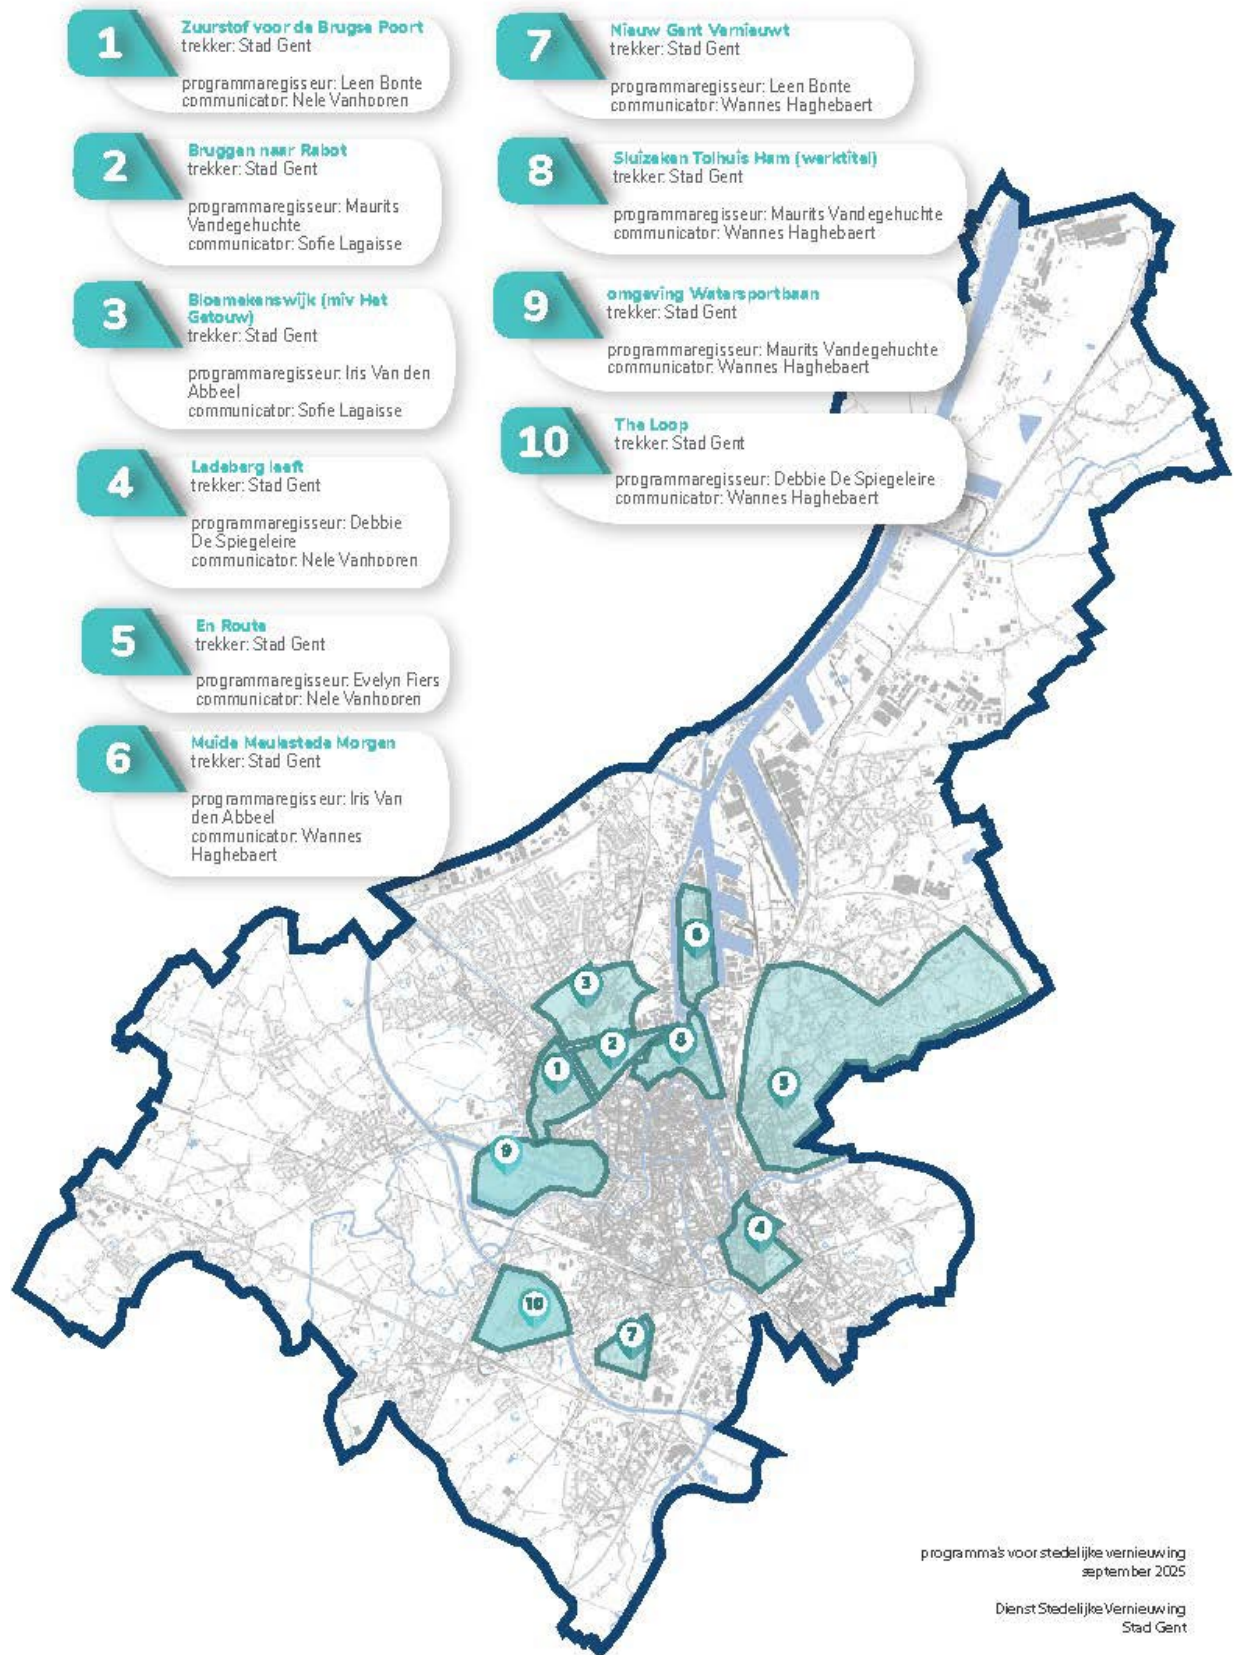 1
Zuurstof voor de Brugse Poort
trekker: Stad Gent
programmaregisseur: Leen Bonte
communicator: Nele Vanhooren
2
Bruggen naar Rabot
trekker: Stad Gent
programmaregisseur: Maurits
Vandegehuchte
communicator: Sofie Lagaisse
3
Bloemekenswijk (miv Het
Getouw)
trekker: Stad Gent
programmaregisseur: Iris Van den
Abbeel
communicator: Sofie Lagaisse
4
Ledeberg leeft
trekker: Stad Gent
programmaregisseur: Debbie
De Spiegeleire
communicator: Nele Vanhooren
5
En Route
trekker: Stad Gent
programmaregisseur: Evelyn Fiers
communicator: Nele Vanhooren
6
Muide Meulestede Morgen
trekker: Stad Gent
programmaregisseur: Iris Van
den Abbeel
communicator: Wannes
Haghebaert
7
Nieuw Gent Vernieuwt
trekker: Stad Gent
programmaregisseur: Leen Bonte
communicator: Wannes Haghebaert
8
Sluizeken Tolhuis Ham (werktitel)
trekker: Stad Gent
programmaregisseur: Maurits Vandegehuchte
communicator: Wannes Haghebaert
9
omgeving Watersportbaan
trekker: Stad Gent
programmaregisseur: Maurits Vandegehuchte
communicator: Wannes Haghebaert
10
The Loop
trekker: Stad Gent
programmaregisseur: Debbie De Spiegeleire
communicator: Wannes Haghebaert
6
3
2
8
1
5
9
4
10
7
programma's voor stedelijke vernieuwing
september 2025
Dienst Stedelijke Vernieuwing
Stad Gent